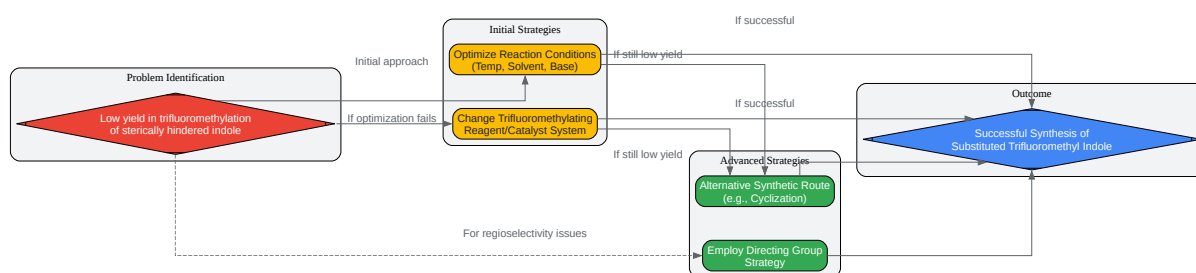 Problem Identification
Low yield in trifluoromethylation
of sterically hindered indole
Initial approach
If optimization fails
Initial Strategies
Optimize Reaction Conditions
(Temp, Solvent, Base)
Change Trifluoromethylating
Reagent/Catalyst System
If successful
If still low yield
If successful
If still low yield
Advanced Strategies
Alternative Synthetic Route
(e.g., Cyclization)
For regioselectivity issues
Employ Directing Group
Strategy
Outcome
Successful Synthesis of
Substituted Trifluoromethyl Indole